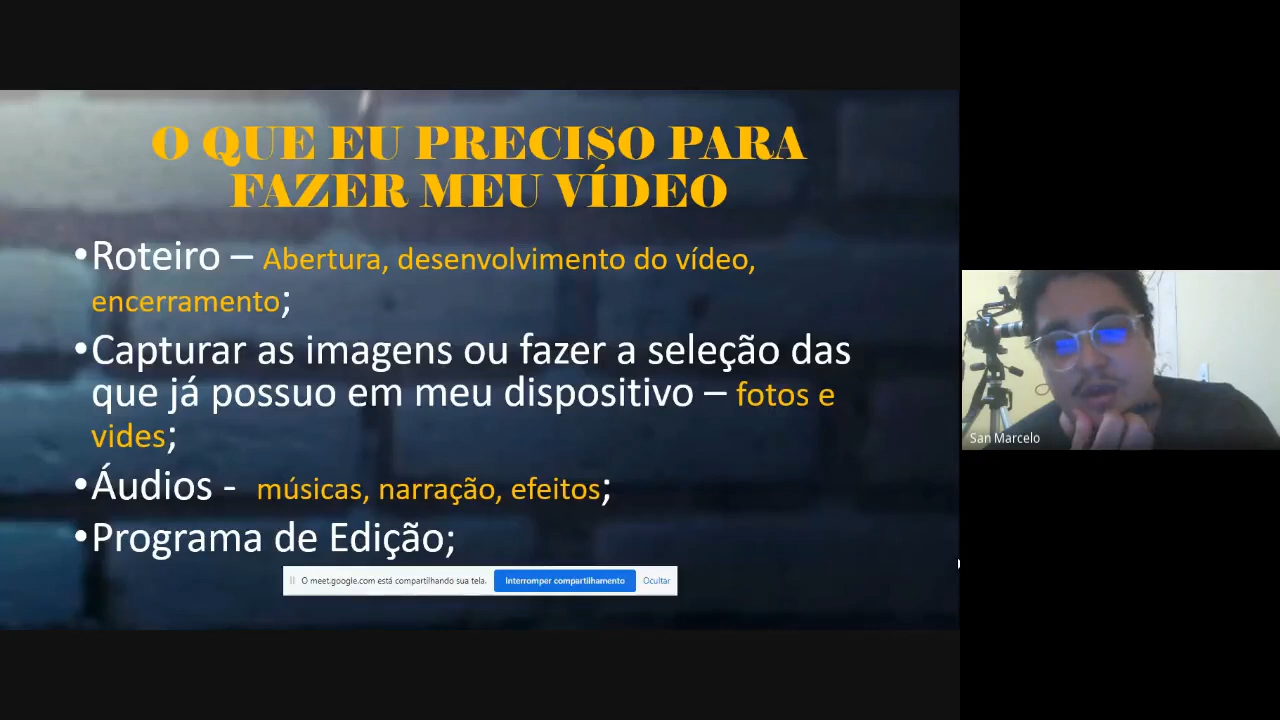 O QUE EU PRECISO PARA
FAZER MEU VÍDEO
•Roteiro – Abertura, desenvolvimento do vídeo,
encerramento;
•Capturar as imagens ou fazer a seleção das
que já possuo em meu dispositivo – fotos e
vides;
•Áudios - músicas, narração, efeitos;
•Programa de Edição;
O meet.google.com está compartilhando sua tela. Interromper compartilhamento Ocultar
San Marcelo